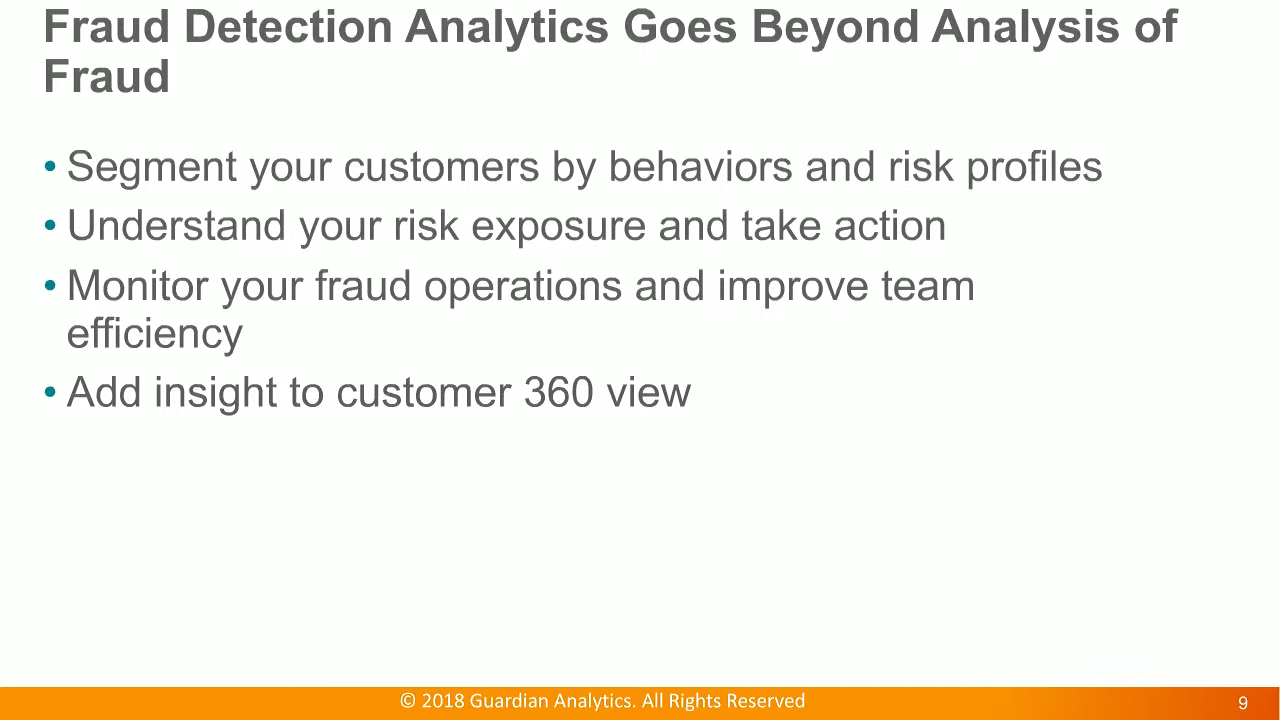 Fraud Detection Analytics Goes Beyond Analysis of
Fraud
• Segment your customers by behaviors and risk profiles
• Understand your risk exposure and take action
• Monitor your fraud operations and improve team
efficiency
• Add insight to customer 360 view
© 2018 Guardian Analytics. All Rights Reserved
9